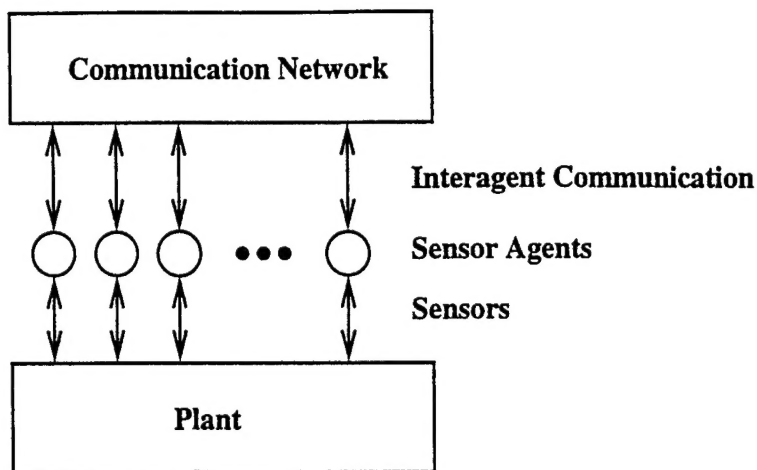 Communication Network
Interagent Communication
Sensor Agents
Sensors
Plant